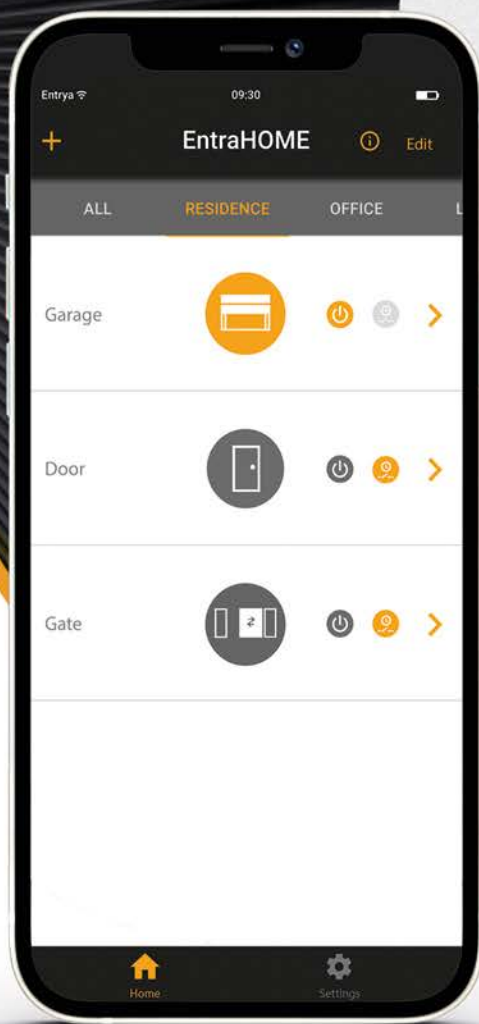 Entrya 09:30
EntraHOME Edit
ALL RESIDENCE OFFICE L
Garage
Door
Gate
Home Settings